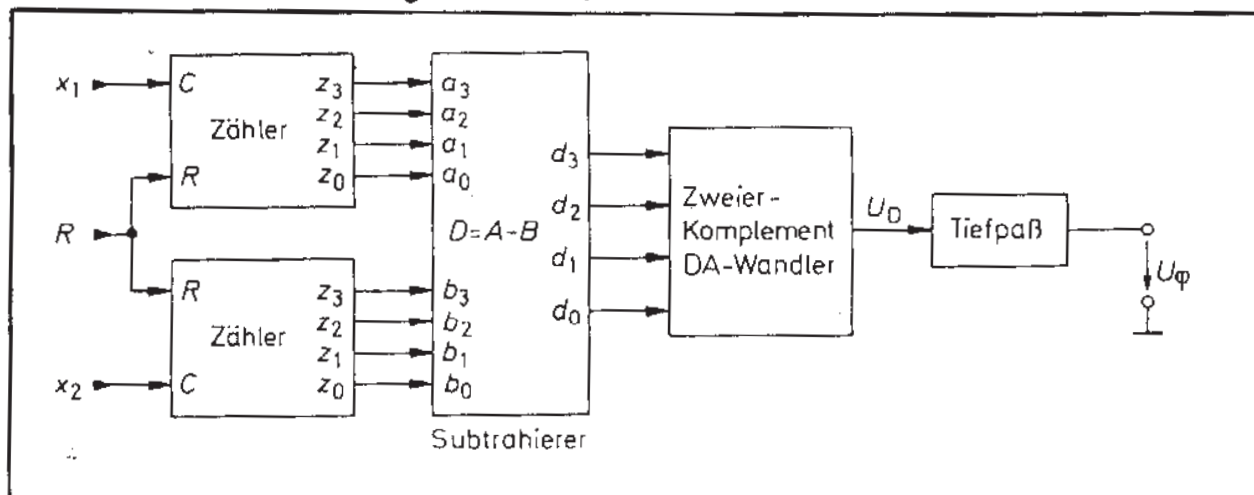 x₁
C
Zähler
R
z₃
z₂
z₁
z₀
R
R
Zähler
C
z₃
z₂
z₁
z₀
x₂
a₃
a₂
a₁
a₀
D=A-B
b₃
b₂
b₁
b₀
Subtrahierer
d₃
d₂
d₁
d₀
Zweier-
Komplement
DA-Wandler
U_D
Tiefpaß
U_φ